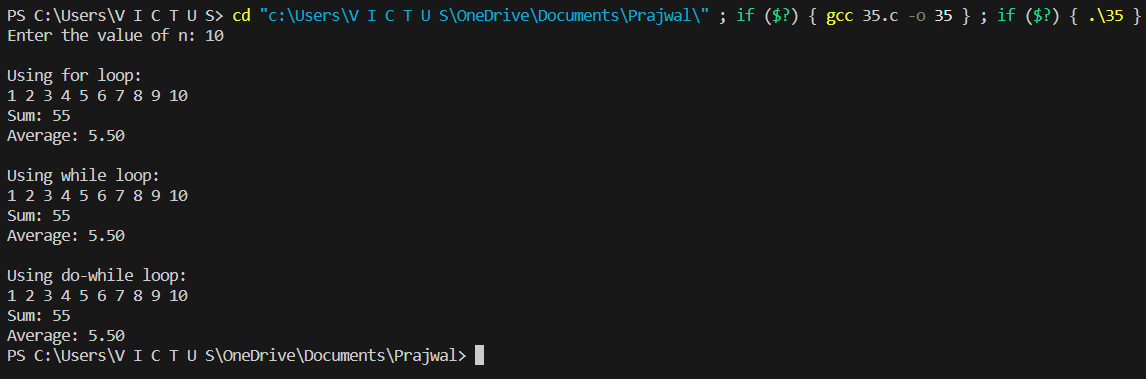 PS C:\Users\V I C T U S> cd "c:\Users\V I C T U S\OneDrive\Documents\Prajwal\" ; if ($?) { gcc 35.c -o 35 } ; if ($?) { .\35 }
Enter the value of n: 10
Using for loop:
1 2 3 4 5 6 7 8 9 10
Sum: 55
Average: 5.50
Using while loop:
1 2 3 4 5 6 7 8 9 10
Sum: 55
Average: 5.50
Using do-while loop:
1 2 3 4 5 6 7 8 9 10
Sum: 55
Average: 5.50
PS C:\Users\V I C T U S\OneDrive\Documents\Prajwal>